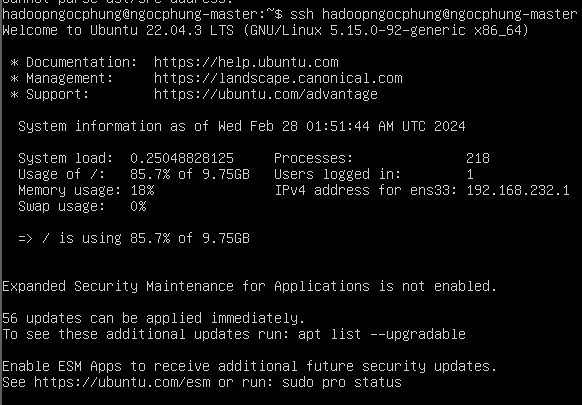 cannot parse dst/src address.
hadoopngocphung@ngocphung-master:~$ ssh hadoopngocphung@ngocphung-master
Welcome to Ubuntu 22.04.3 LTS (GNU/Linux 5.15.0-92-generic x86_64)
* Documentation: https://help.ubuntu.com
* Management: https://landscape.canonical.com
* Support: https://ubuntu.com/advantage
System information as of Wed Feb 28 01:51:44 AM UTC 2024
System load: 0.25048828125 Processes: 218
Usage of /: 85.7% of 9.75GB Users logged in: 1
Memory usage: 18% IPv4 address for ens33: 192.168.232.1
Swap usage: 0%
=> / is using 85.7% of 9.75GB
Expanded Security Maintenance for Applications is not enabled.
56 updates can be applied immediately.
To see these additional updates run: apt list --upgradable
Enable ESM Apps to receive additional future security updates.
See https://ubuntu.com/esm or run: sudo pro status